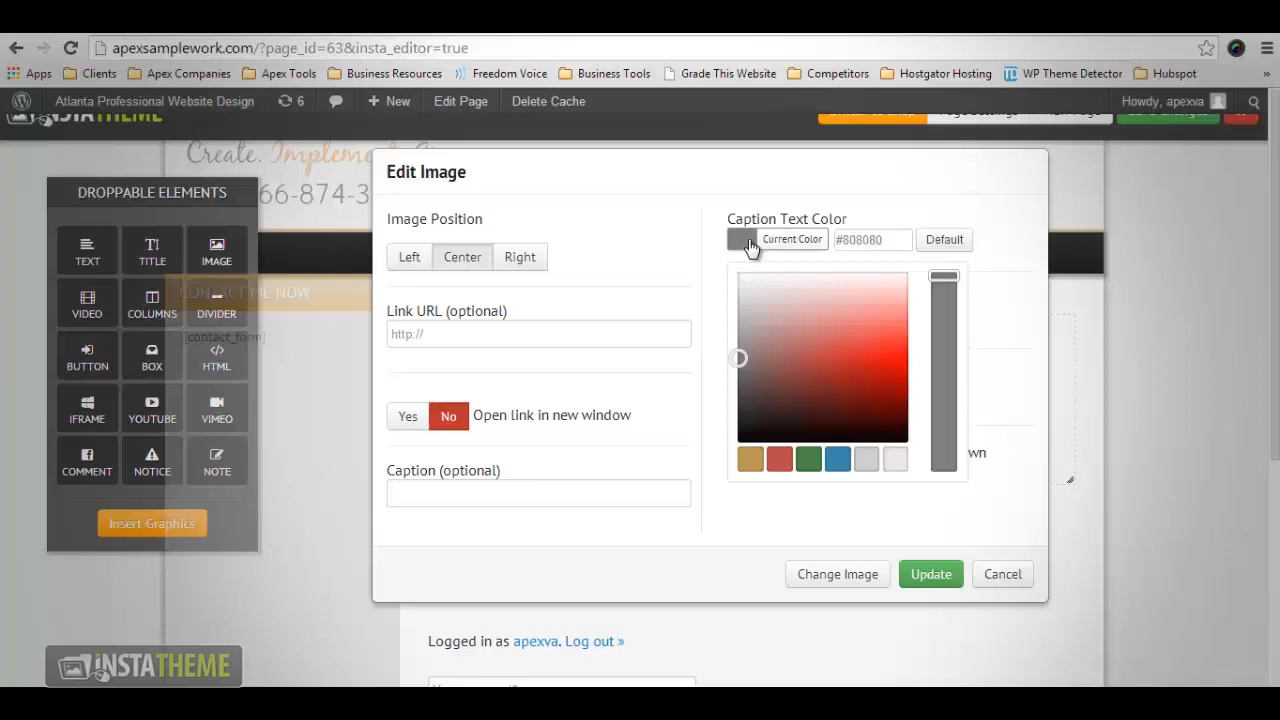 apexsamplework.com/?page_id=63&insta_editor=true
Apps Clients Apex Companies Apex Tools Business Resources Freedom Voice Business Tools Grade This Website Competitors Hostgator Hosting WP Theme Detector Hubspot »
Atlanta Professional Website Design 6 New Edit Page Delete Cache Howdy, apexva
Create. Implement
66-874-3
DROPPABLE ELEMENTS
TEXT TITLE IMAGE
VIDEO COLUMNS DIVIDER
BUTTON BOX HTML
IFRAME YOUTUBE VIMEO
COMMENT NOTICE NOTE
Insert Graphics
CONTACT ME NOW
[contact_form]
Edit Image
Image Position
Left Center Right
Link URL (optional)
http://
Yes No Open link in new window
Caption (optional)
Caption Text Color
Current Color #808080 Default
wn
Change Image Update Cancel
Logged in as apexva. Log out »
INSTATHEME